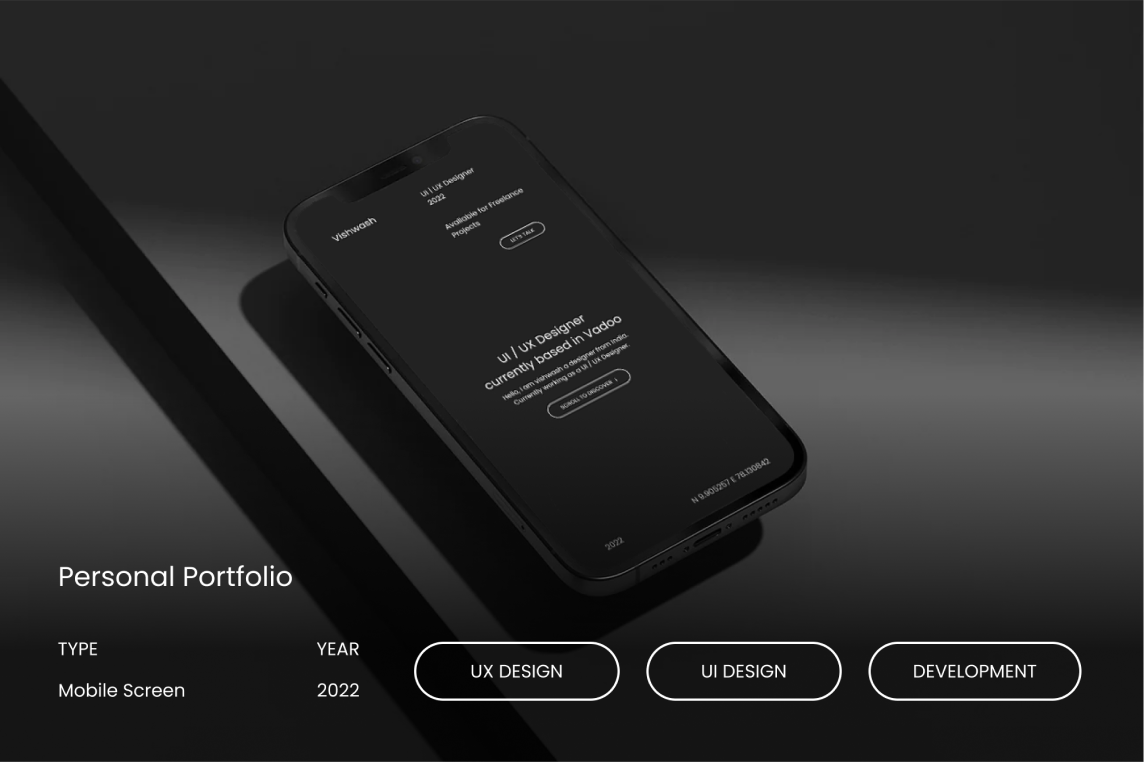 UI / UX Designer
2022
Vishwash
Available for Freelance
Projects
LET'S TALK
UI / UX Designer
currently based in Vadoo
Hello, I am vishwash a designer from India.
Currently working as a UI / UX Designer.
SCROLL TO DISCOVER ↓
N 9.905257 E 78.130842
2022
Personal Portfolio
TYPE
YEAR
UX DESIGN
UI DESIGN
DEVELOPMENT
Mobile Screen
2022